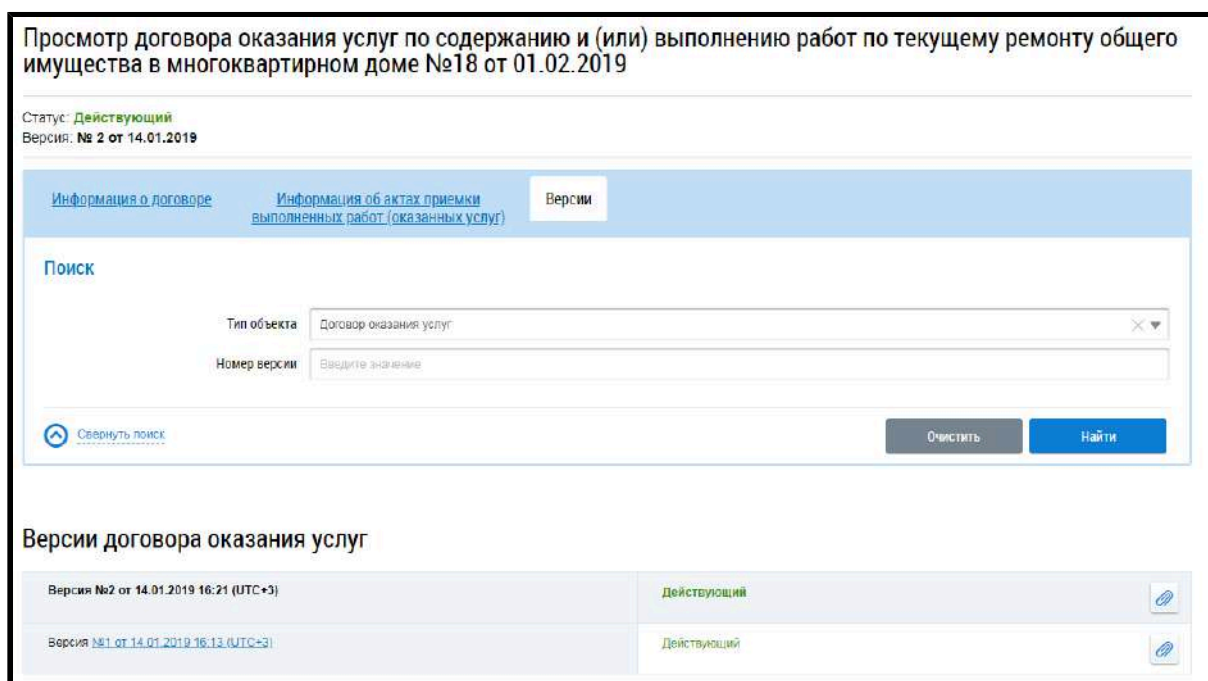 Просмотр договора оказания услуг по содержанию и (или) выполнению работ по текущему ремонту общего
имущества в многоквартирном доме №18 от 01.02.2019
Статус: Действующий
Версия: № 2 от 14.01.2019
Информация о договоре
Информация об актах приемки
выполненных работ (оказанных услуг)
Версии
Поиск
Тип объекта
Договор оказания услуг
Номер версии
Введите значение
Свернуть поиск
Очистить
Найти
Версии договора оказания услуг
Версия №2 от 14.01.2019 16:21 (UTC+3)
Действующий
Версия №1 от 14.01.2019 16:13 (UTC+3)
Действующий